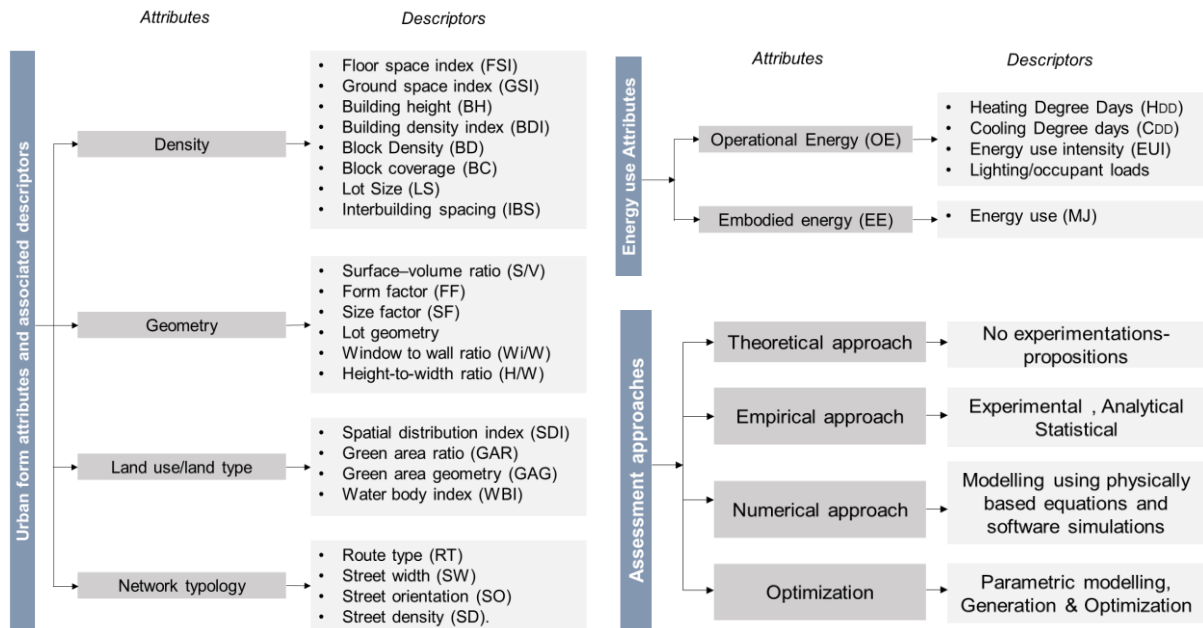 Attributes
Descriptors
Urban form attributes and associated descriptors
Density
• Floor space index (FSI)
• Ground space index (GSI)
• Building height (BH)
• Building density index (BDI)
• Block Density (BD)
• Block coverage (BC)
• Lot Size (LS)
• Interbuilding spacing (IBS)
Geometry
• Surface–volume ratio (S/V)
• Form factor (FF)
• Size factor (SF)
• Lot geometry
• Window to wall ratio (Wi/W)
• Height-to-width ratio (H/W)
Land use/land type
• Spatial distribution index (SDI)
• Green area ratio (GAR)
• Green area geometry (GAG)
• Water body index (WBI)
Network typology
• Route type (RT)
• Street width (SW)
• Street orientation (SO)
• Street density (SD).
Attributes
Descriptors
Energy use Attributes
Operational Energy (OE)
• Heating Degree Days (HDD)
• Cooling Degree days (CDD)
• Energy use intensity (EUI)
• Lighting/occupant loads
Embodied energy (EE)
• Energy use (MJ)
Assessment approaches
Theoretical approach
No experimentations-
propositions
Empirical approach
Experimental , Analytical
Statistical
Numerical approach
Modelling using physically
based equations and
software simulations
Optimization
Parametric modelling,
Generation & Optimization